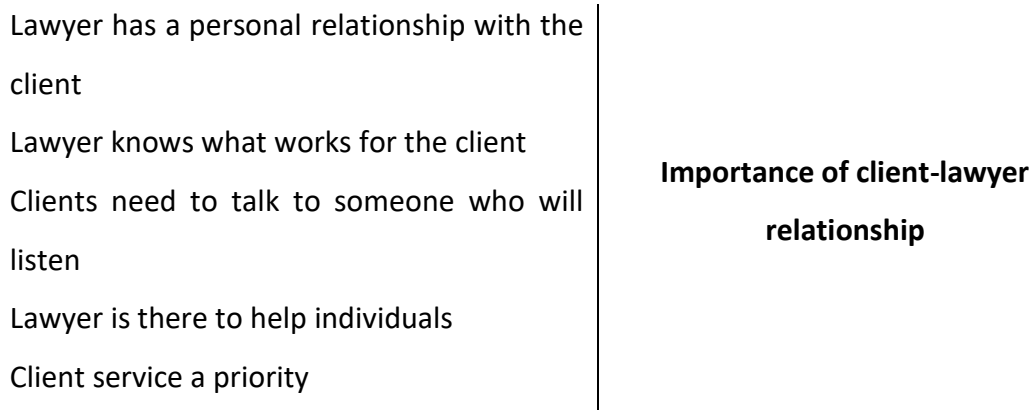 Lawyer has a personal relationship with the
client
Lawyer knows what works for the client
Clients need to talk to someone who will
listen
Lawyer is there to help individuals
Client service a priority
Importance of client-lawyer
relationship